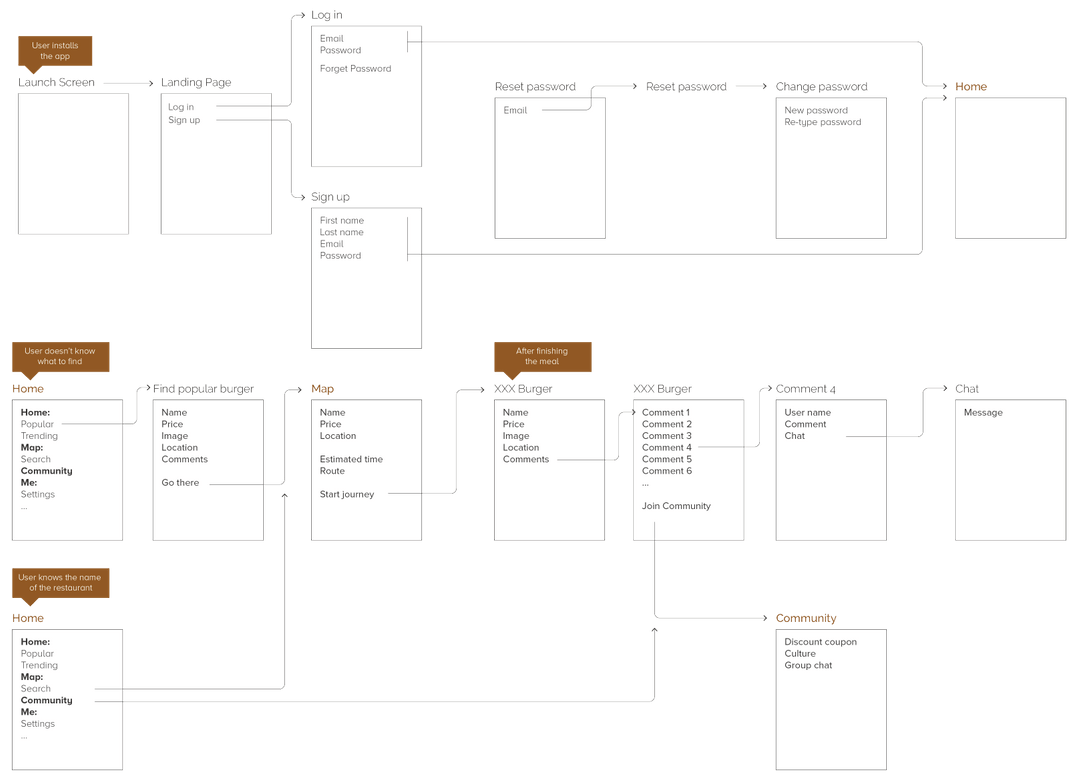 Log in
Email
Password
Forget Password
User installs
the app
Launch Screen
Landing Page
Log in
Sign up
Reset password
Email
Reset password
Change password
New password
Re-type password
Home
Sign up
First name
Last name
Email
Password
User doesn't know
what to find
Home
Home:
Popular
Trending
Map:
Search
Community
Me:
Settings
...
Find popular burger
Name
Price
Image
Location
Comments
Go there
Map
Name
Price
Location
Estimated time
Route
Start journey
After finishing
the meal
XXX Burger
Name
Price
Image
Location
Comments
XXX Burger
Comment 1
Comment 2
Comment 3
Comment 4
Comment 5
Comment 6
...
Join Community
Comment 4
User name
Comment
Chat
Chat
Message
User knows the name
of the restaurant
Home
Home:
Popular
Trending
Map:
Search
Community
Me:
Settings
...
Community
Discount coupon
Culture
Group chat